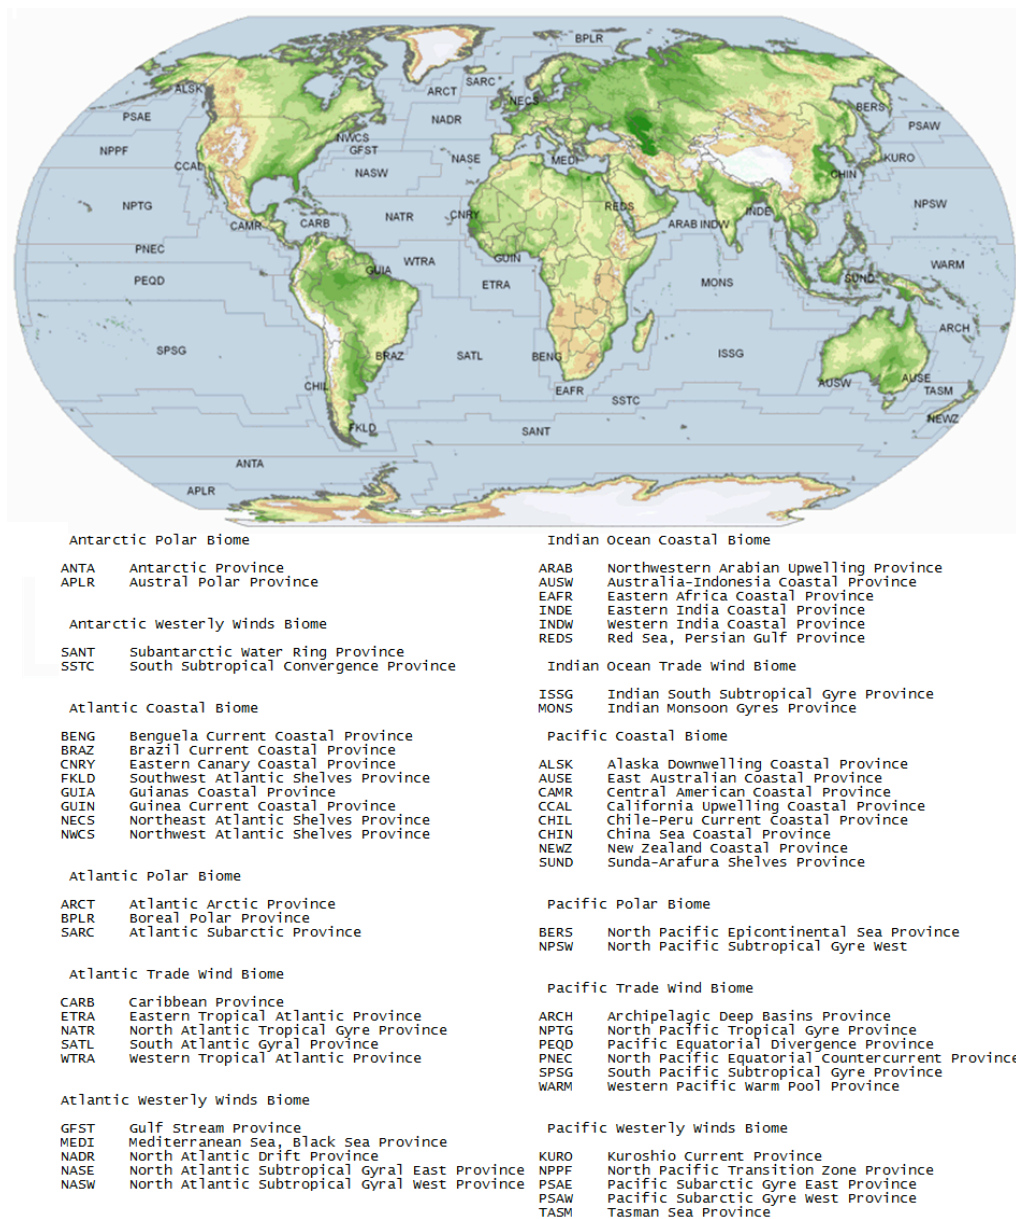 BPLR
SARC
ARCT
ALSK
NECS
BERS
PSAE
NADR
PSAW
NWCS
GFST
NPPF
NASE
MEDI
KURO
CCAL
NASW
CHIN
NPTG
REDS
INDE
NPSW
CAMR
CARB
NATR
CNRY
ARAB
INDW
PNEC
GUIN
WTRA
GUIA
WARM
PEQD
ETRA
MONS
SUND
ARCH
SPSG
BRAZ
SATL
BENG
ISSG
CHIL
AUSW
AUSE
EAFR
TASM
SSTC
NEWZ
FKLD
SANT
ANTA
APLR
Antarctic Polar Biome
ANTA Antarctic Province
APLR Austral Polar Province
Antarctic Westerly Winds Biome
SANT Subantarctic Water Ring Province
SSTC South Subtropical Convergence Province
Atlantic Coastal Biome
BENG Benguela Current Coastal Province
BRAZ Brazil Current Coastal Province
CNRY Eastern Canary Coastal Province
FKLD Southwest Atlantic Shelves Province
GUIA Guianas Coastal Province
GUIN Guinea Current Coastal Province
NECS Northeast Atlantic Shelves Province
NWCS Northwest Atlantic Shelves Province
Atlantic Polar Biome
ARCT Atlantic Arctic Province
BPLR Boreal Polar Province
SARC Atlantic Subarctic Province
Atlantic Trade Wind Biome
CARB Caribbean Province
ETRA Eastern Tropical Atlantic Province
NATR North Atlantic Tropical Gyre Province
SATL South Atlantic Gyral Province
WTRA Western Tropical Atlantic Province
Atlantic Westerly Winds Biome
GFST Gulf Stream Province
MEDI Mediterranean Sea, Black Sea Province
NADR North Atlantic Drift Province
NASE North Atlantic Subtropical Gyral East Province
NASW North Atlantic Subtropical Gyral West Province
Indian Ocean Coastal Biome
ARAB Northwestern Arabian Upwelling Province
AUSW Australia-Indonesia Coastal Province
EAFR Eastern Africa Coastal Province
INDE Eastern India Coastal Province
INDW Western India Coastal Province
REDS Red Sea, Persian Gulf Province
Indian Ocean Trade Wind Biome
ISSG Indian South Subtropical Gyre Province
MONS Indian Monsoon Gyres Province
Pacific Coastal Biome
ALSK Alaska Downwelling Coastal Province
AUSE East Australian Coastal Province
CAMR Central American Coastal Province
CCAL California Upwelling Coastal Province
CHIL Chile-Peru Current Coastal Province
CHIN China Sea Coastal Province
NEWZ New Zealand Coastal Province
SUND Sunda-Arafura Shelves Province
Pacific Polar Biome
BERS North Pacific Epicontinental Sea Province
NPSW North Pacific Subtropical Gyre West
Pacific Trade Wind Biome
ARCH Archipelagic Deep Basins Province
NPTG North Pacific Tropical Gyre Province
PEQD Pacific Equatorial Divergence Province
PNEC North Pacific Equatorial Countercurrent Province
SPSG South Pacific Subtropical Gyre Province
WARM Western Pacific Warm Pool Province
Pacific Westerly Winds Biome
KURO Kuroshio Current Province
NPPF North Pacific Transition Zone Province
PSAE Pacific Subarctic Gyre East Province
PSAW Pacific Subarctic Gyre West Province
TASM Tasman Sea Province